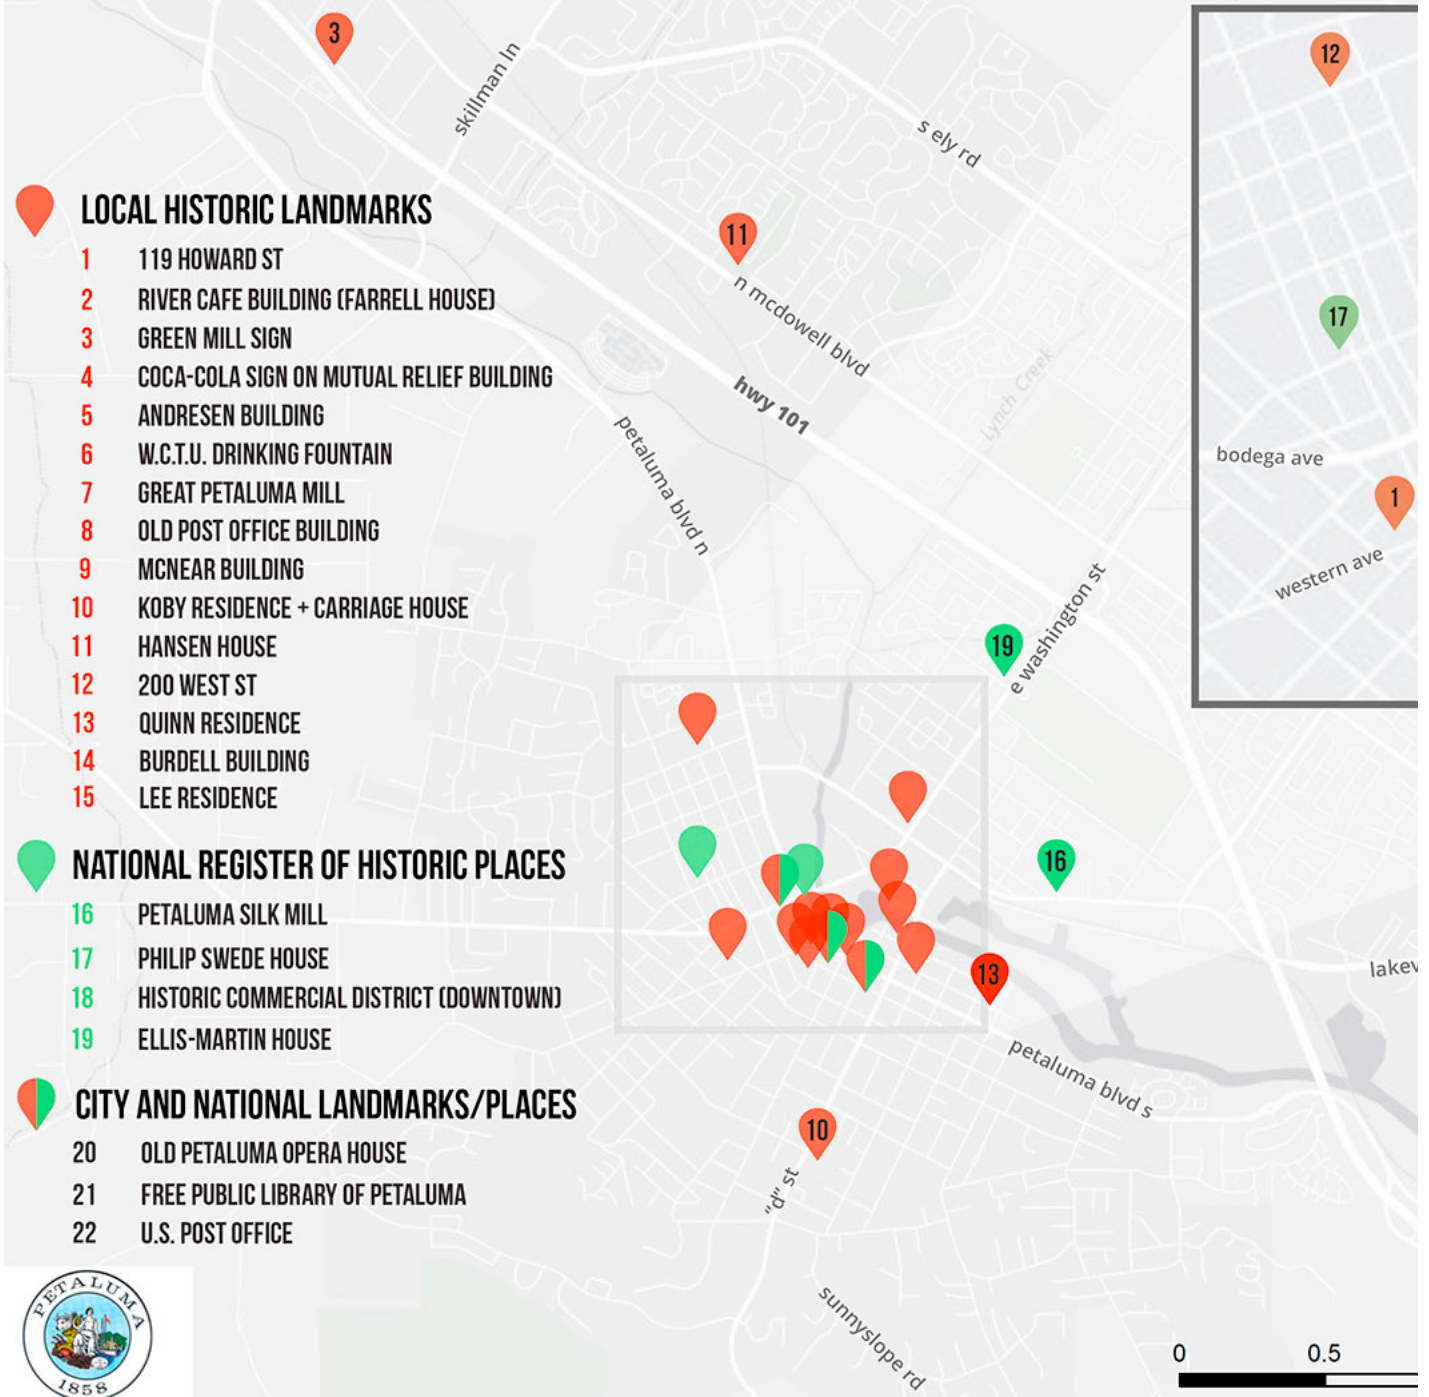 3
skillman ln
s ely rd
12
LOCAL HISTORIC LANDMARKS
1 119 HOWARD ST
2 RIVER CAFE BUILDING (FARRELL HOUSE)
3 GREEN MILL SIGN
4 COCA-COLA SIGN ON MUTUAL RELIEF BUILDING
5 ANDRESEN BUILDING
6 W.C.T.U. DRINKING FOUNTAIN
7 GREAT PETALUMA MILL
8 OLD POST OFFICE BUILDING
9 MCNEAR BUILDING
10 KOBY RESIDENCE + CARRIAGE HOUSE
11 HANSEN HOUSE
12 200 WEST ST
13 QUINN RESIDENCE
14 BURDELL BUILDING
15 LEE RESIDENCE
NATIONAL REGISTER OF HISTORIC PLACES
16 PETALUMA SILK MILL
17 PHILIP SWEDE HOUSE
18 HISTORIC COMMERCIAL DISTRICT (DOWNTOWN)
19 ELLIS-MARTIN HOUSE
CITY AND NATIONAL LANDMARKS/PLACES
20 OLD PETALUMA OPERA HOUSE
21 FREE PUBLIC LIBRARY OF PETALUMA
22 U.S. POST OFFICE
PETALUMA
1858
11
n mcdowell blvd
17
Lynch Creek
hwy 101
petaluma blvd n
bodega ave
1
western ave
e washington st
19
16
13
lakev
petaluma blvd s
10
"d" st
sunnyslope rd
0 0.5